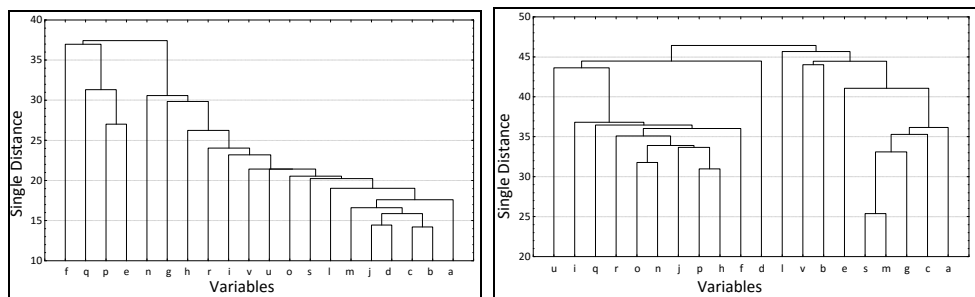 40
35
30
25
20
15
10
Single Distance
f q p e n g h r i v u o s l m j d c b a
Variables
50
45
40
35
30
25
20
Single Distance
u i q r o n j p h f d l v b e s m g c a
Variables